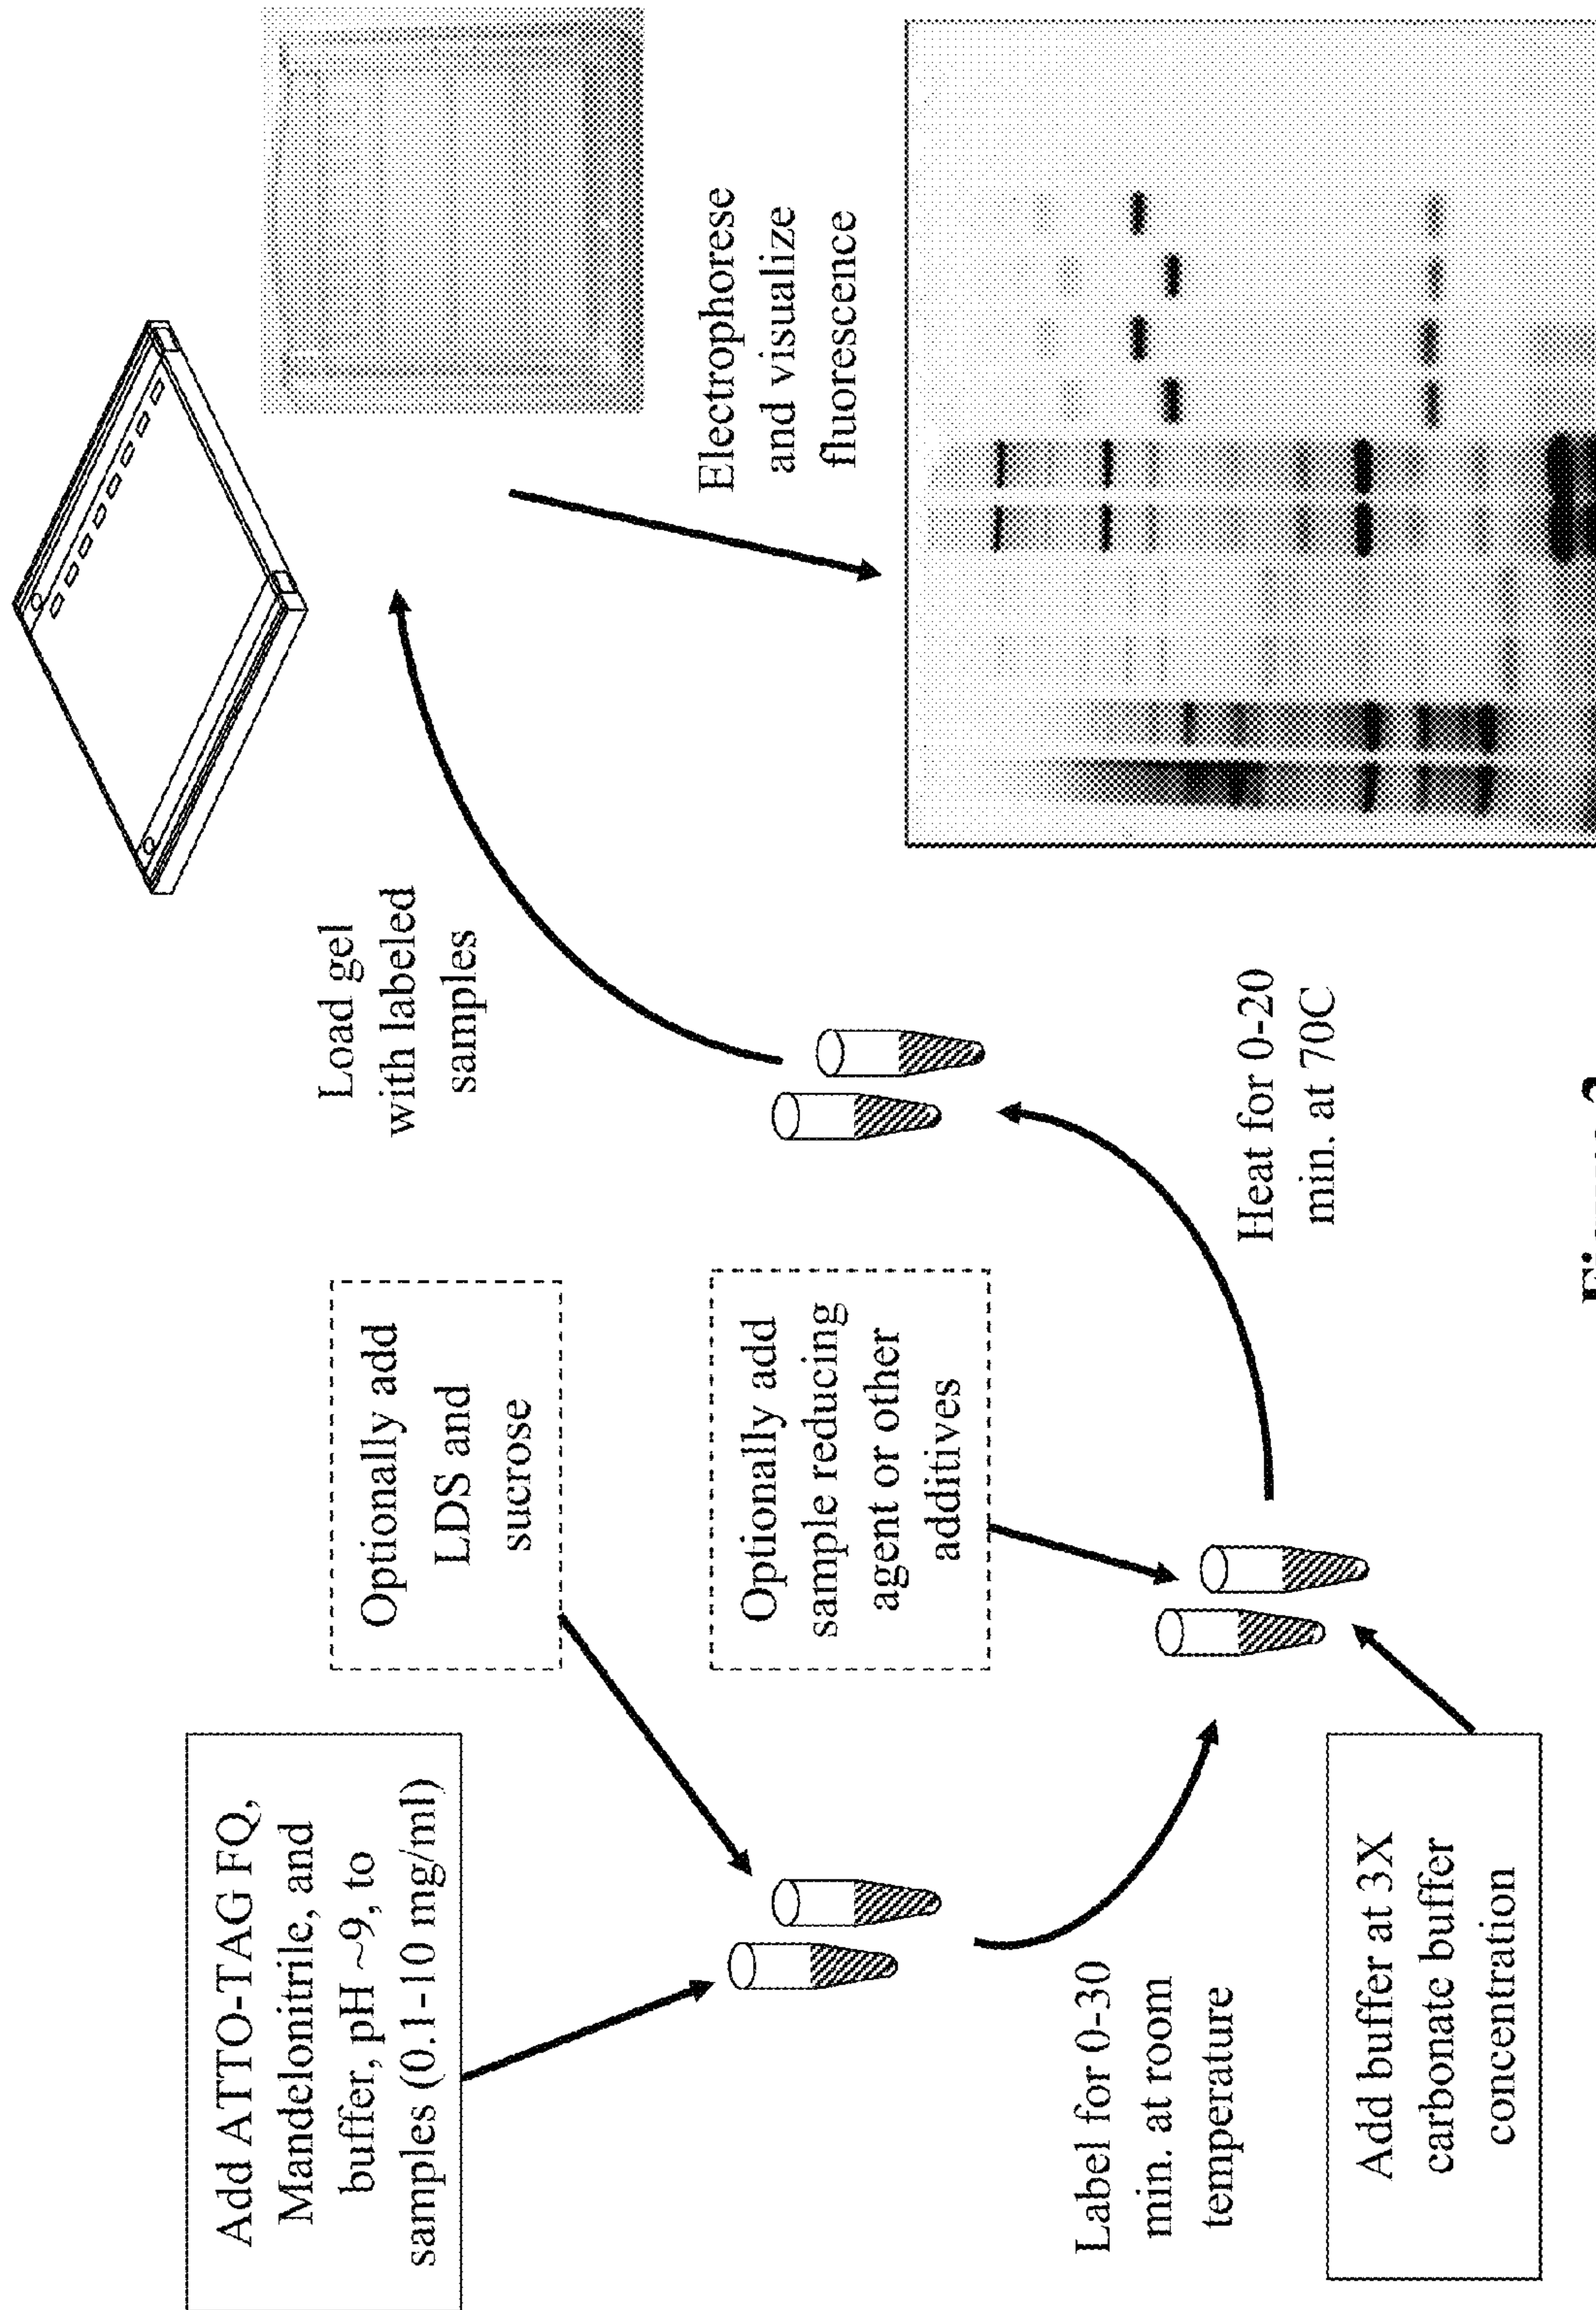 Add ATTO-TAG FQ,
Mandelonitrile, and
buffer, pH ~9, to
samples (0.1-10 mg/ml)
Optionally add
LDS and
sucrose
Label for 0-30
min. at room
temperature
Optionally add
sample reducing
agent or other
additives
Add buffer at 3X
carbonate buffer
concentration
Heat for 0-20
min. at 70C
Load gel
with labeled
samples
Electrophorese
and visualize
fluorescence